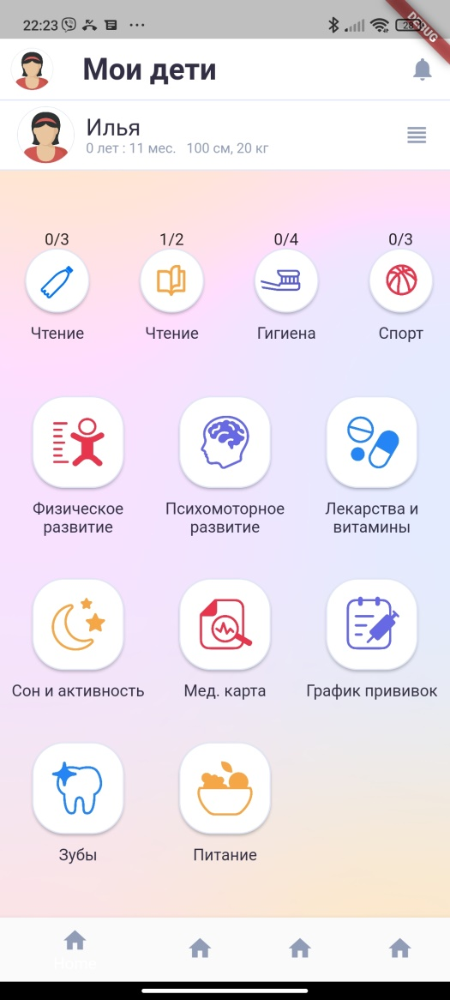 22:23
DEBUG
28
Мои дети
Илья
0 лет : 11 мес. 100 см, 20 кг
0/3 1/2 0/4 0/3
Чтение Чтение Гигиена Спорт
Физическое развитие
Психомоторное развитие
Лекарства и витамины
Сон и активность Мед. карта График прививок
Зубы Питание
Home